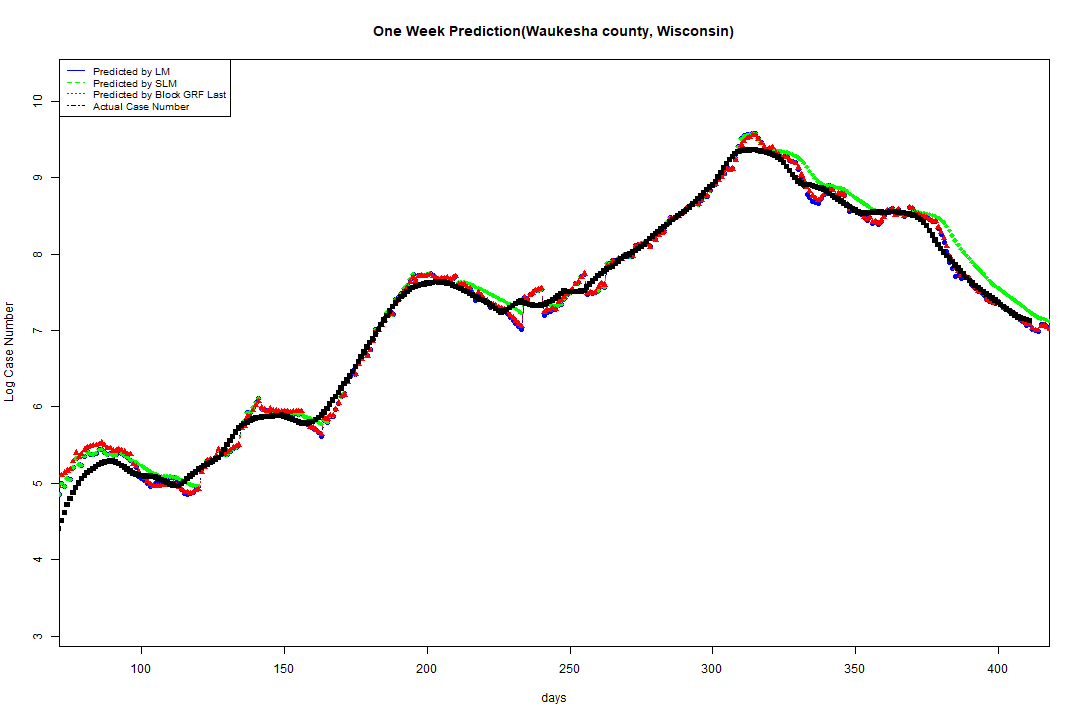 One Week Prediction(Waukesha county, Wisconsin)
Predicted by LM
Predicted by SLM
Predicted by Block GRF Last
Actual Case Number
Log Case Number
10
9
8
7
6
5
4
3
100 150 200 250 300 350 400
days